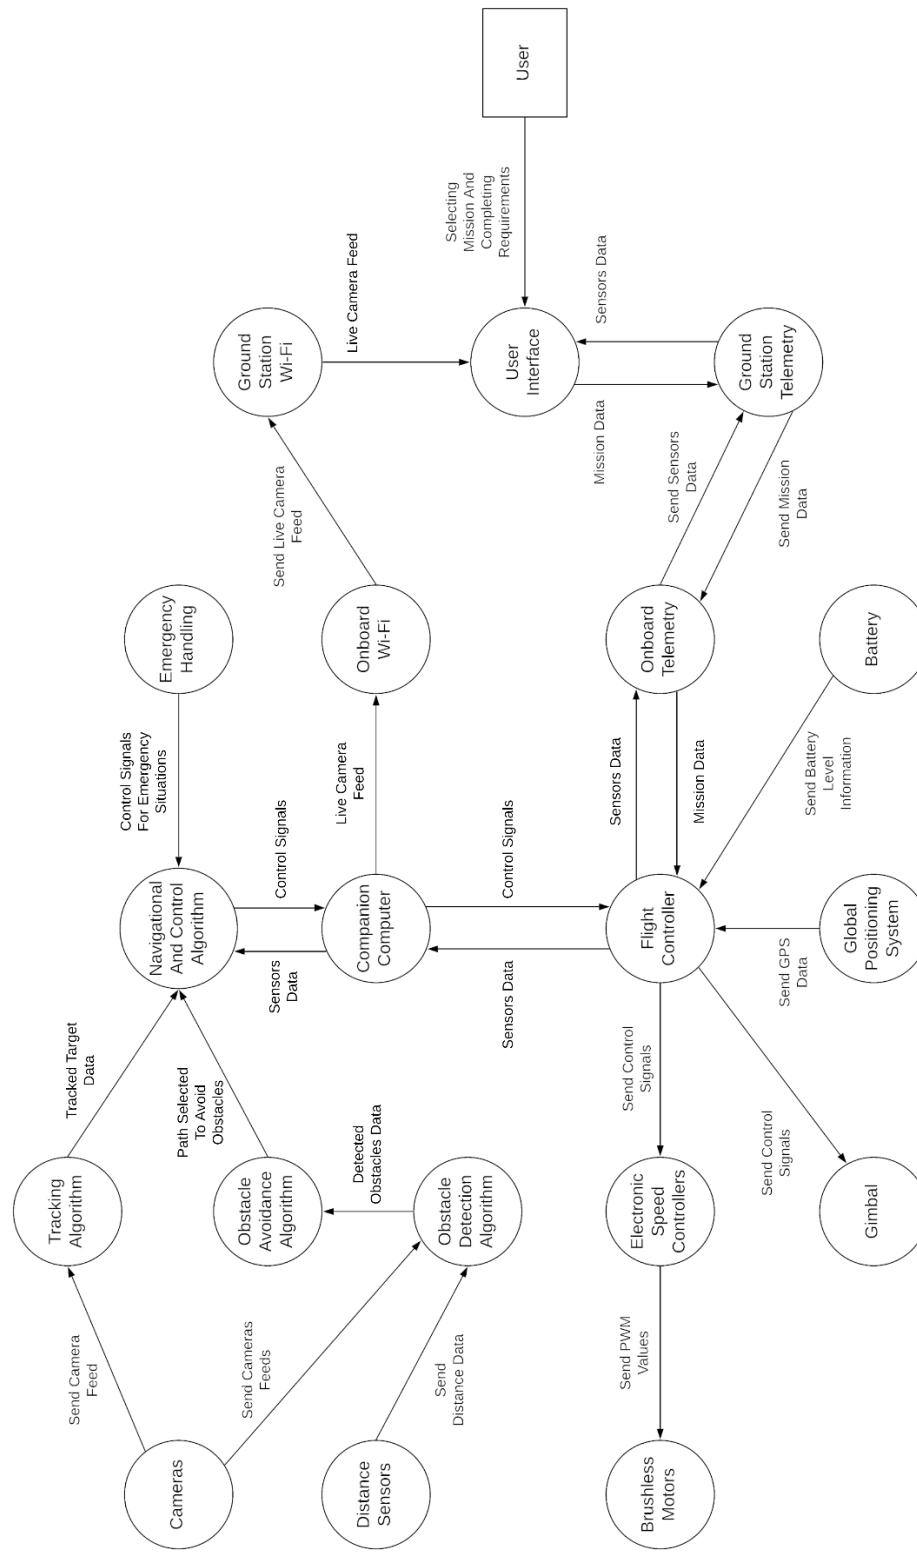 Cameras
Send Camera
Feed
Tracking
Algorithm
Tracked Target
Data
Navigational
And Control
Algorithm
Control Signals
For Emergency
Situations
Emergency
Handling
Send Cameras
Feeds
Obstacle
Avoidance
Algorithm
Path Selected
To Avoid
Obstacles
Sensors
Data
Control Signals
Distance
Sensors
Send
Distance Data
Detected
Obstacles Data
Obstacle
Detection
Algorithm
Companion
Computer
Live Camera
Feed
Onboard
Wi-Fi
Send Live Camera
Feed
Ground
Station
Wi-Fi
Live Camera Feed
Sensors Data
Control Signals
User
Interface
Selecting
Mission And
Completing
Requirements
User
Brushless
Motors
Send PWM
Values
Electronic
Speed
Controllers
Send Control
Signals
Flight
Controller
Sensors Data
Mission Data
Onboard
Telemetry
Send Sensors
Data
Send Mission
Data
Mission Data
Sensors Data
Ground
Station
Telemetry
Gimbal
Send Control
Signals
Send GPS
Data
Global
Positioning
System
Send Battery
Level
Information
Battery